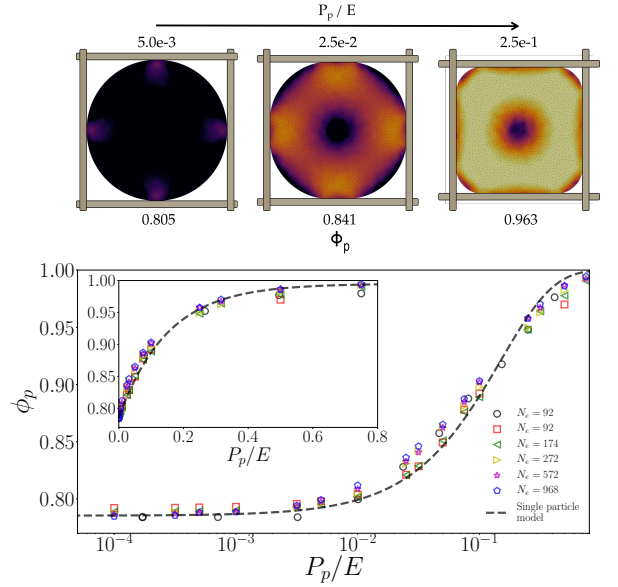 P_p / E
5.0e-3 2.5e-2 2.5e-1
0.805 0.841 0.963
ϕ_p
1.00
0.95
0.90
0.85
0.80
ϕ_p
10^{-4} 10^{-3} 10^{-2} 10^{-1}
P_p/E
1.00
0.95
0.90
0.85
0.80
0.0 0.2 0.4 0.6 0.8
P_p/E
N_e = 92
N_e = 92
N_e = 174
N_e = 272
N_e = 572
N_e = 968
Single particle
model